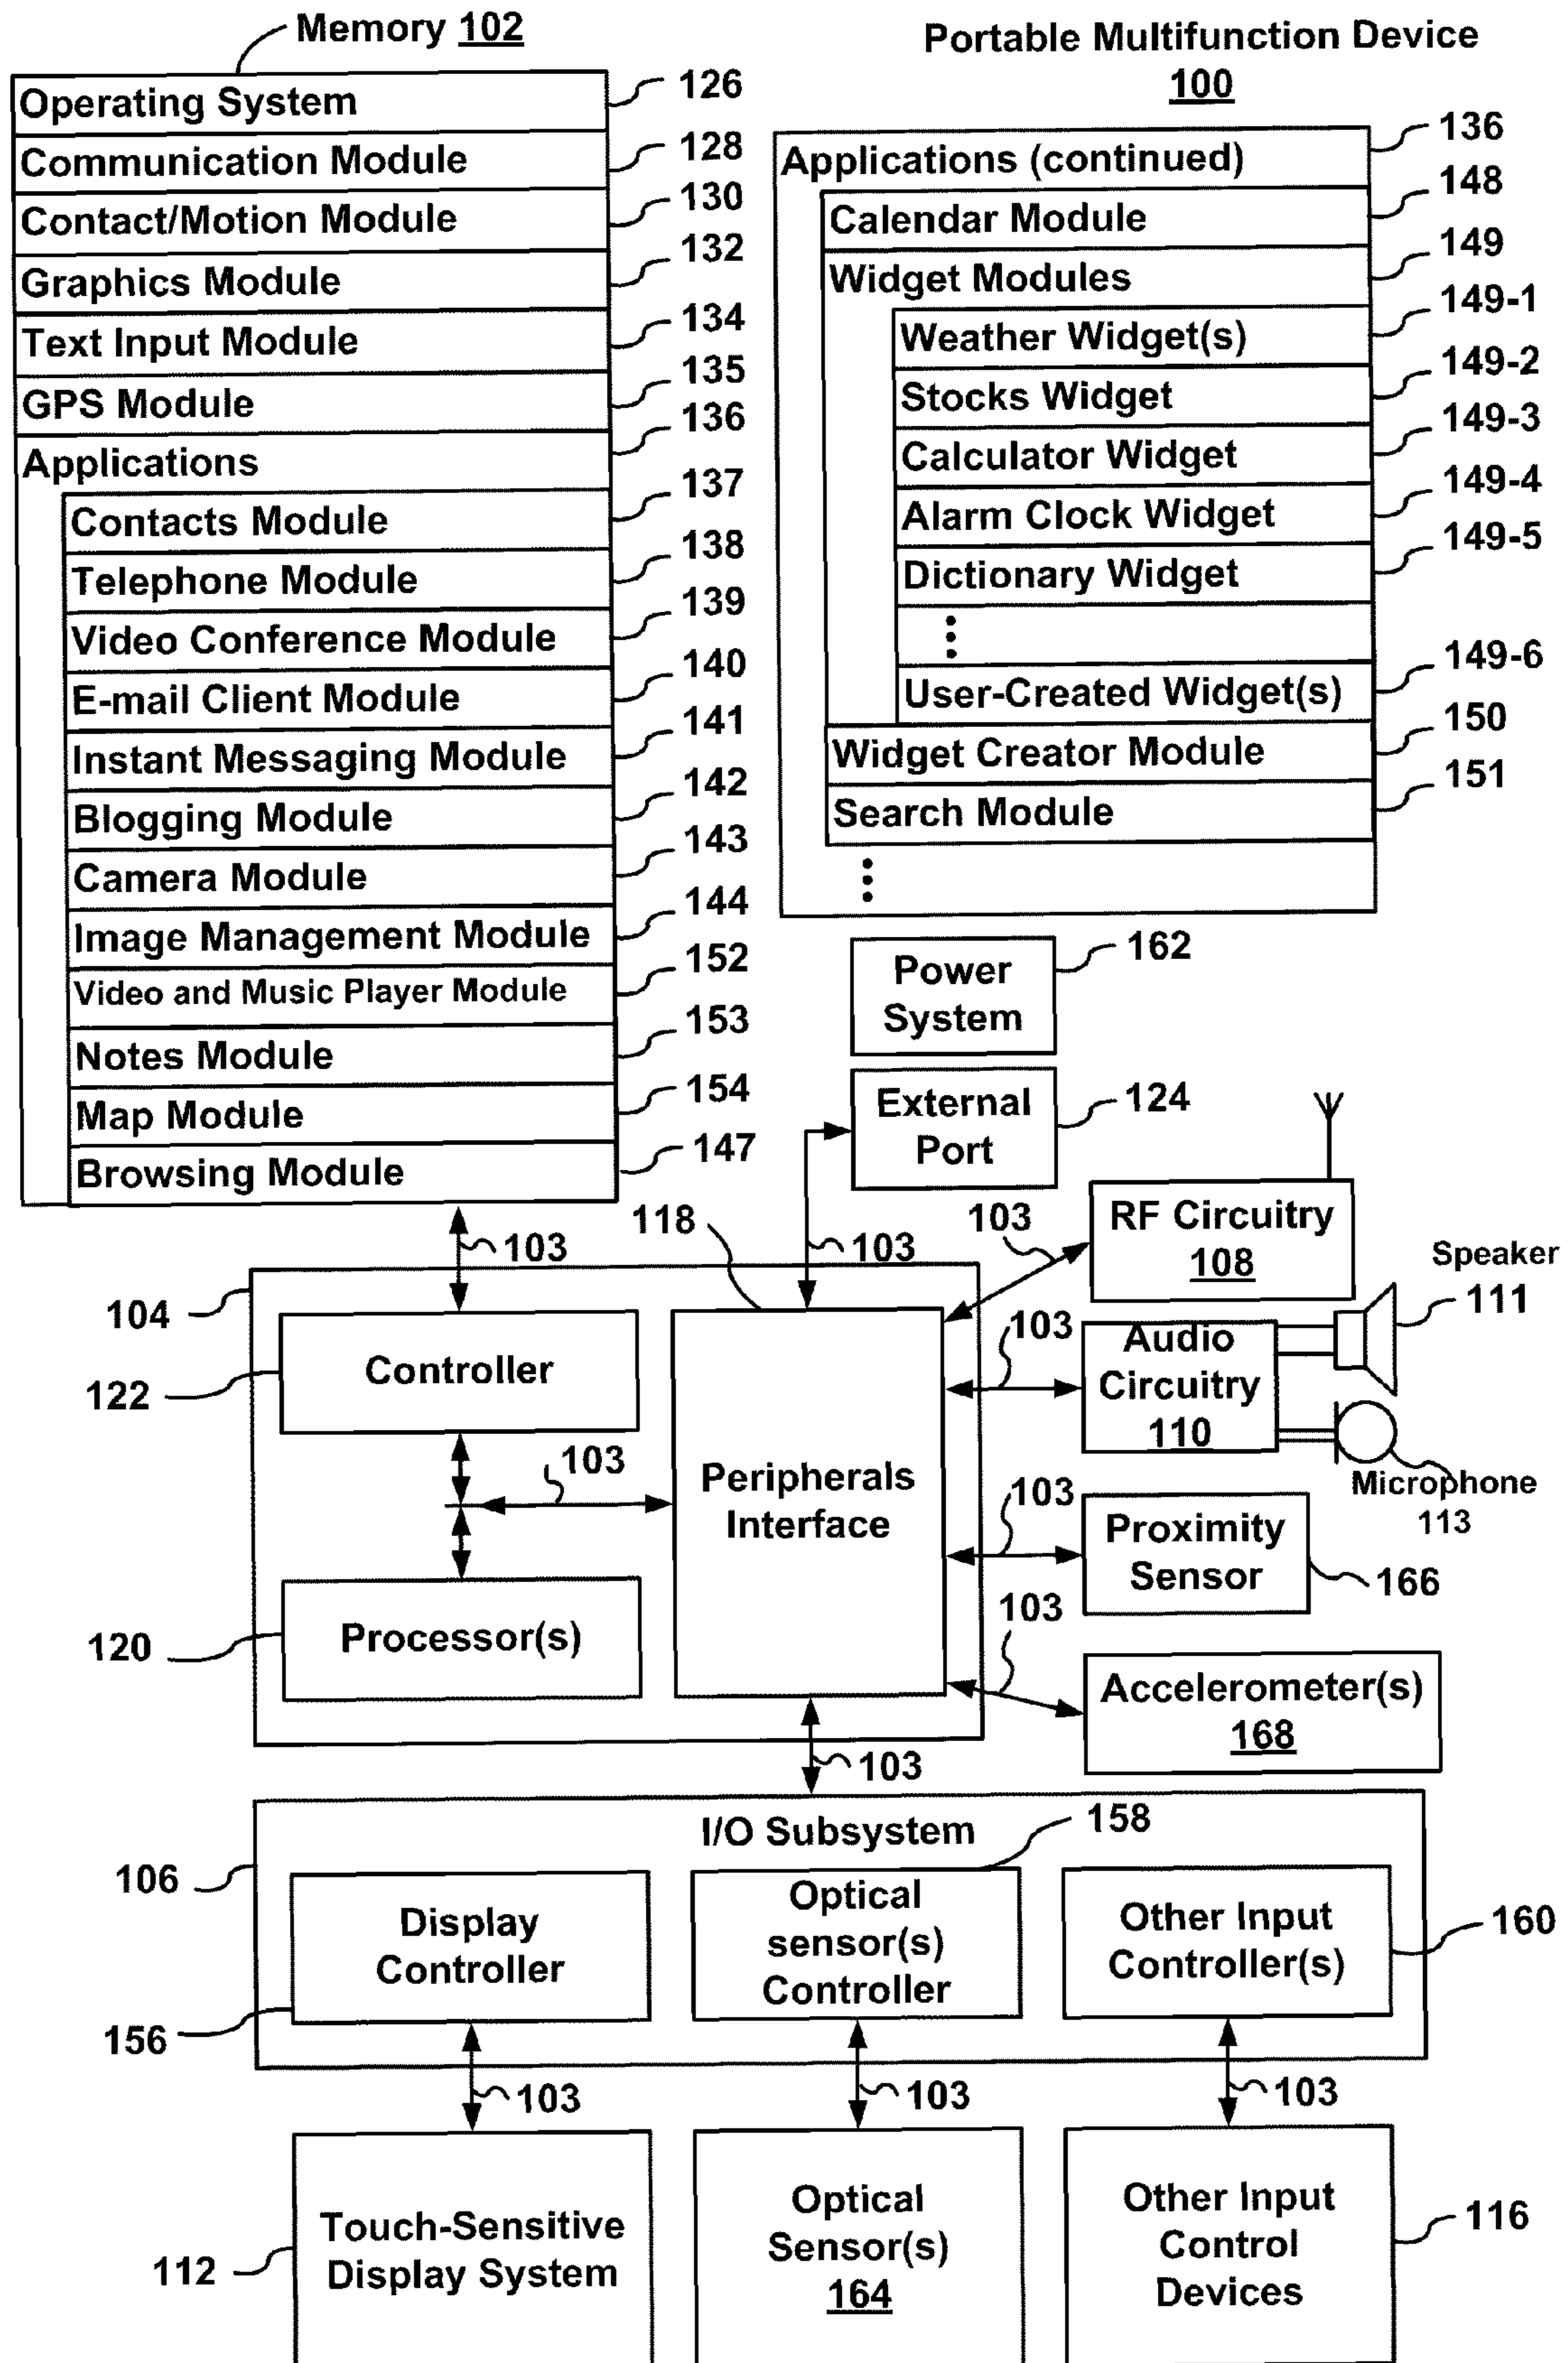 Memory 102
Operating System 126
Communication Module 128
Contact/Motion Module 130
Graphics Module 132
Text Input Module 134
GPS Module 135
Applications 136
Contacts Module 137
Telephone Module 138
Video Conference Module 139
E-mail Client Module 140
Instant Messaging Module 141
Blogging Module 142
Camera Module 143
Image Management Module 144
Video and Music Player Module 152
Notes Module 153
Map Module 154
Browsing Module 147
Portable Multifunction Device
100
Applications (continued) 136
Calendar Module 148
Widget Modules 149
Weather Widget(s) 149-1
Stocks Widget 149-2
Calculator Widget 149-3
Alarm Clock Widget 149-4
Dictionary Widget 149-5
User-Created Widget(s) 149-6
Widget Creator Module 150
Search Module 151
Power
System
162
External
Port
124
103
118
103
103
RF Circuitry
108
Speaker
111
104
Controller
122
103
Audio
Circuitry
110
Microphone
113
103
Peripherals
Interface
103
Proximity
Sensor
166
Processor(s)
120
103
Accelerometer(s)
168
103
I/O Subsystem
158
106
Display
Controller
156
Optical
sensor(s)
Controller
Other Input
Controller(s)
160
103
103
103
Touch-Sensitive
Display System
112
Optical
Sensor(s)
164
Other Input
Control
Devices
116